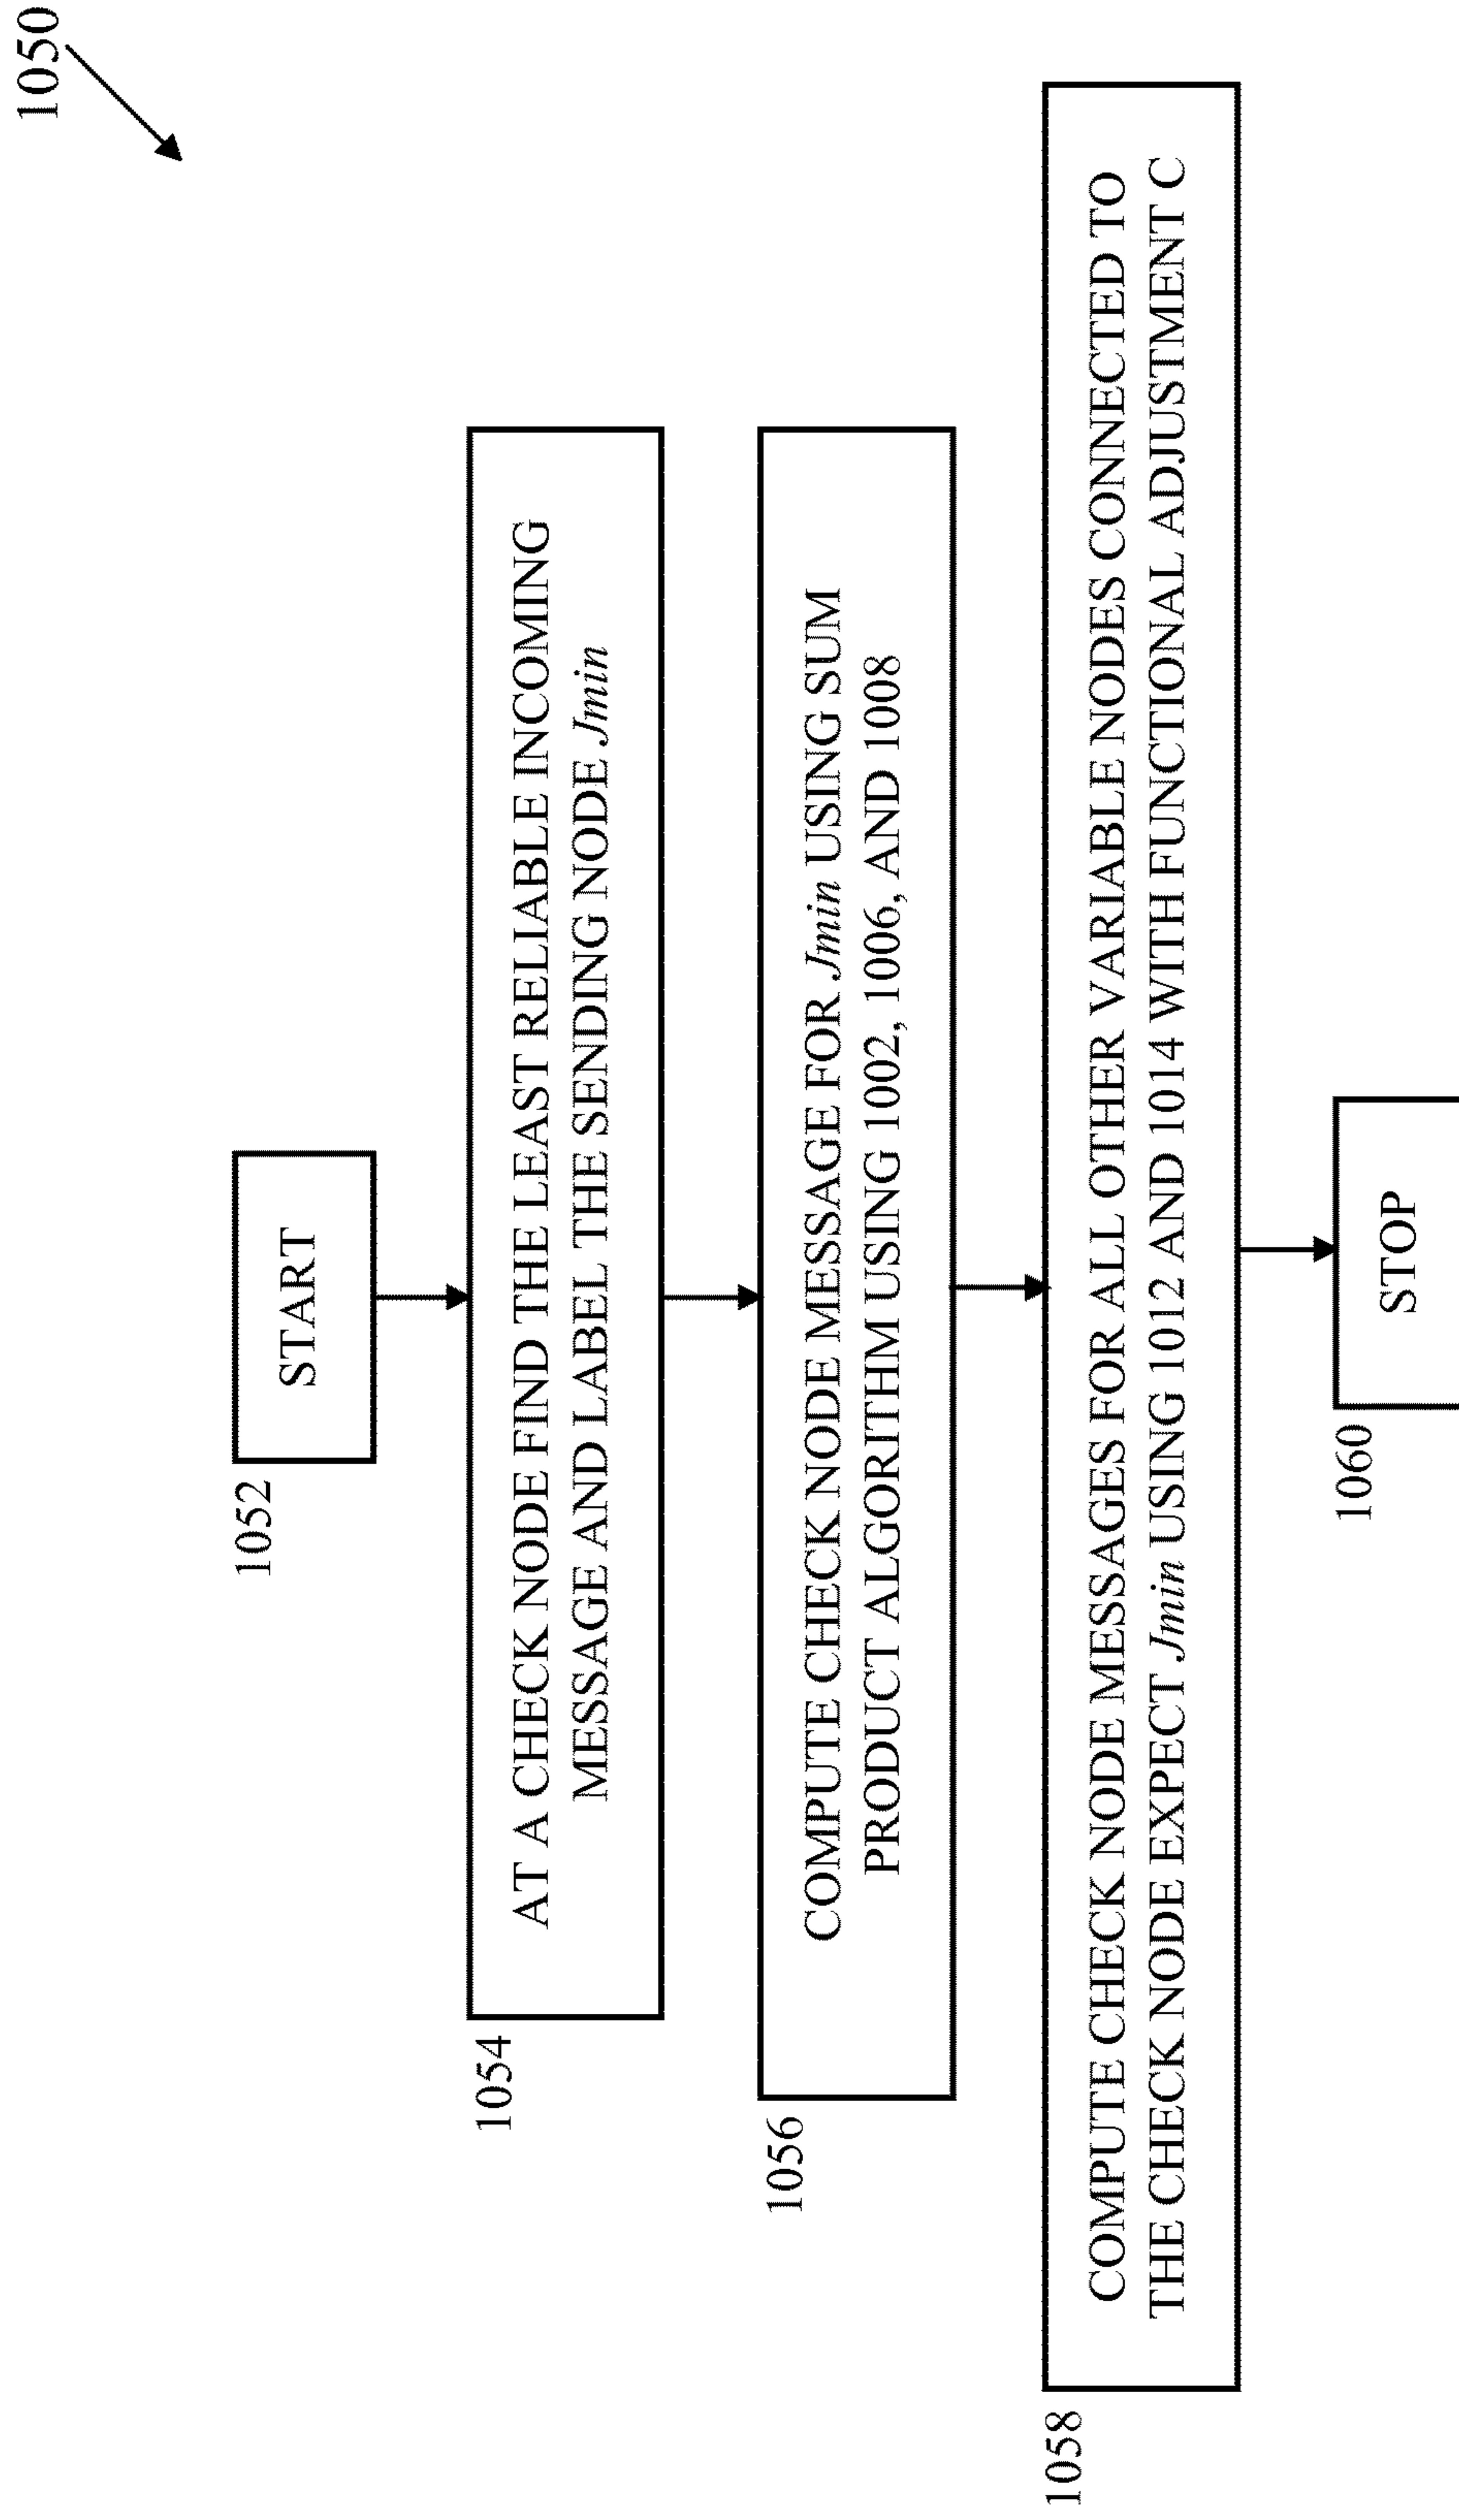 1050
1052
START
1054
AT A CHECK NODE FIND THE LEAST RELIABLE INCOMING
MESSAGE AND LABEL THE SENDING NODE Jmin
1056
COMPUTE CHECK NODE MESSAGE FOR Jmin USING SUM
PRODUCT ALGORITHM USING 1002, 1006, AND 1008
1058
COMPUTE CHECK NODE MESSAGES FOR ALL OTHER VARIABLE NODES CONNECTED TO
THE CHECK NODE EXPECT Jmin USING 1012 AND 1014 WITH FUNCTIONAL ADJUSTMENT C
1060
STOP